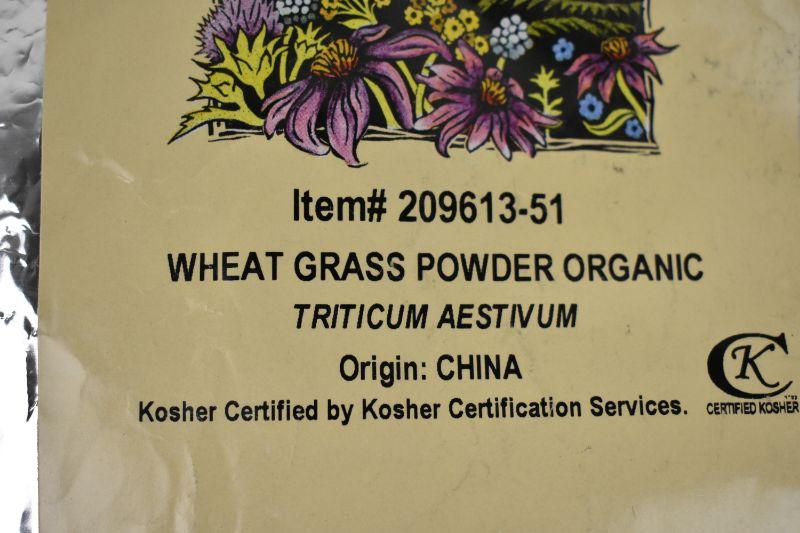 Item# 209613-51
WHEAT GRASS POWDER ORGANIC
TRITICUM AESTIVUM
Origin: CHINA
Kosher Certified by Kosher Certification Services.
CK
CERTIFIED KOSHER